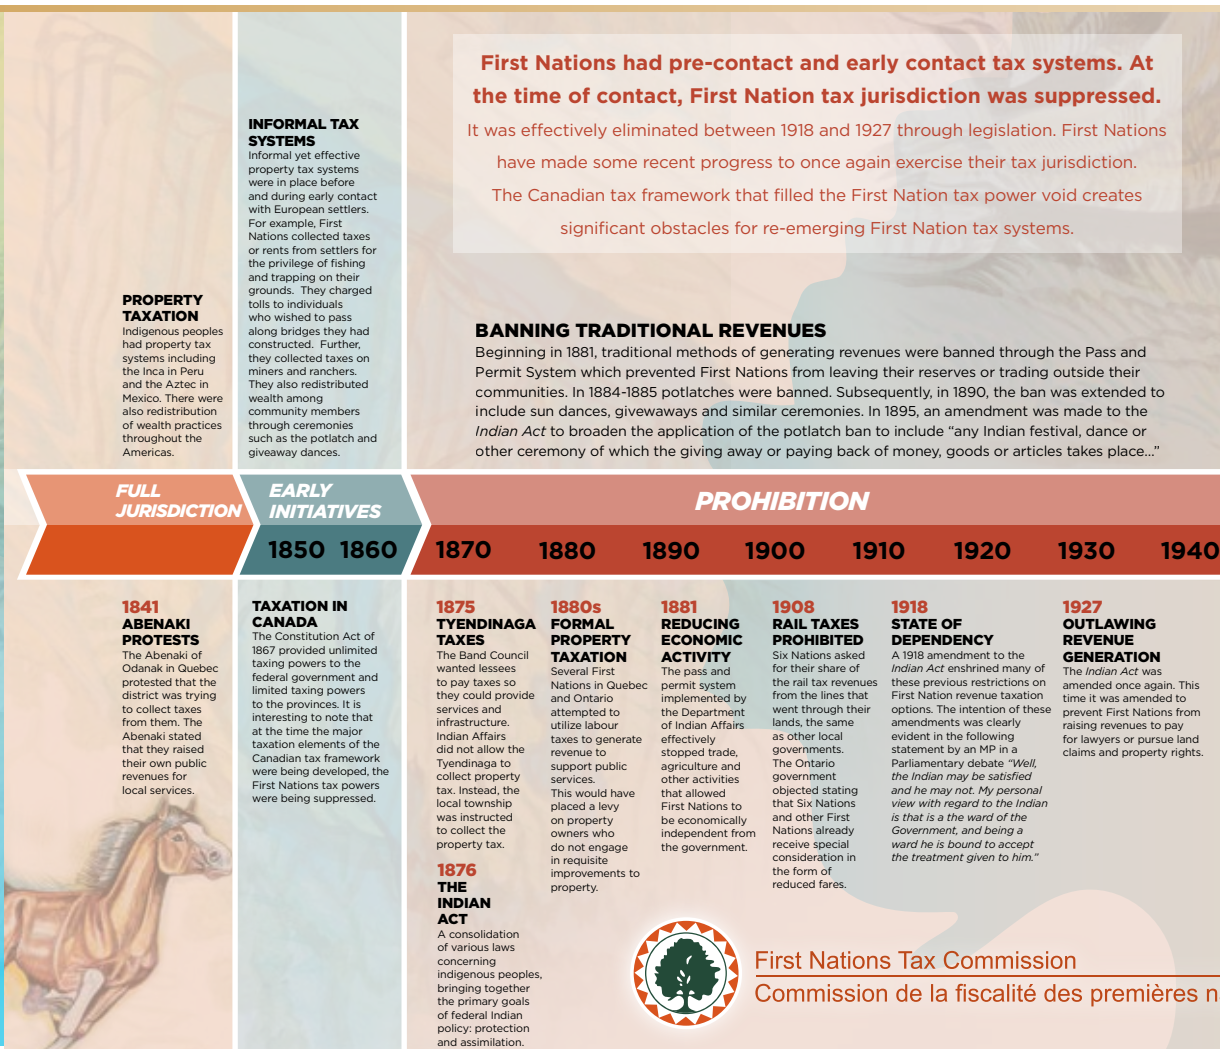 First Nations had pre-contact and early contact tax systems. At
the time of contact, First Nation tax jurisdiction was suppressed.
It was effectively eliminated between 1918 and 1927 through legislation. First Nations
have made some recent progress to once again exercise their tax jurisdiction.
The Canadian tax framework that filled the First Nation tax power void creates
significant obstacles for re-emerging First Nation tax systems.
PROPERTY
TAXATION
Indigenous peoples
had property tax
systems including
the Inca in Peru
and the Aztec in
Mexico. There were
also redistribution
of wealth practices
throughout the
Americas.
INFORMAL TAX
SYSTEMS
Informal yet effective
property tax systems
were in place before
and during early contact
with European settlers.
For example, First
Nations collected taxes
or rents from settlers for
the privilege of fishing
and trapping on their
grounds. They charged
tolls to individuals
who wished to pass
along bridges they had
constructed. Further,
they collected taxes on
miners and ranchers.
They also redistributed
wealth among
community members
through ceremonies
such as the potlatch and
giveaway dances.
BANNING TRADITIONAL REVENUES
Beginning in 1881, traditional methods of generating revenues were banned through the Pass and
Permit System which prevented First Nations from leaving their reserves or trading outside their
communities. In 1884-1885 potlatches were banned. Subsequently, in 1890, the ban was extended to
include sun dances, givewaways and similar ceremonies. In 1895, an amendment was made to the
Indian Act to broaden the application of the potlatch ban to include “any Indian festival, dance or
other ceremony of which the giving away or paying back of money, goods or articles takes place...”
FULL
JURISDICTION
EARLY
INITIATIVES
PROHIBITION
1850 1860 1870 1880 1890 1900 1910 1920 1930 1940
1841
ABENAKI
PROTESTS
The Abenaki of
Odanak in Quebec
protested that the
district was trying
to collect taxes
from them. The
Abenaki stated
that they raised
their own public
revenues for
local services.
TAXATION IN
CANADA
The Constitution Act of
1867 provided unlimited
taxing powers to the
federal government and
limited taxing powers
to the provinces. It is
interesting to note that
at the time the major
taxation elements of the
Canadian tax framework
were being developed, the
First Nations tax powers
were being suppressed.
1875
TYENDINAGA
TAXES
The Band Council
wanted lessees
to pay taxes so
they could provide
services and
infrastructure.
Indian Affairs
did not allow the
Tyendinaga to
collect property
tax. Instead, the
local township
was instructed
to collect the
property tax.
1876
THE
INDIAN
ACT
A consolidation
of various laws
concerning
indigenous peoples,
bringing together
the primary goals
of federal Indian
policy: protection
and assimilation.
1880s
FORMAL
PROPERTY
TAXATION
Several First
Nations in Quebec
and Ontario
attempted to
utilize labour
taxes to generate
revenue to
support public
services.
This would have
placed a levy
on property
owners who
do not engage
in requisite
improvements to
property.
1881
REDUCING
ECONOMIC
ACTIVITY
The pass and
permit system
implemented by
the Department
of Indian Affairs
effectively
stopped trade,
agriculture and
other activities
that allowed
First Nations to
be economically
independent from
the government.
1908
RAIL TAXES
PROHIBITED
Six Nations asked
for their share of
the rail tax revenues
from the lines that
went through their
lands, the same
as other local
governments.
The Ontario
government
objected stating
that Six Nations
and other First
Nations already
receive special
consideration in
the form of
reduced fares.
1918
STATE OF
DEPENDENCY
A 1918 amendment to the
Indian Act enshrined many of
these previous restrictions on
First Nation revenue taxation
options. The intention of these
amendments was clearly
evident in the following
statement by an MP in a
Parliamentary debate “Well,
the Indian may be satisfied
and he may not. My personal
view with regard to the Indian
is that is a the ward of the
Government, and being a
ward he is bound to accept
the treatment given to him.”
1927
OUTLAWING
REVENUE
GENERATION
The Indian Act was
amended once again. This
time it was amended to
prevent First Nations from
raising revenues to pay
for lawyers or pursue land
claims and property rights.
First Nations Tax Commission
Commission de la fiscalité des premières n